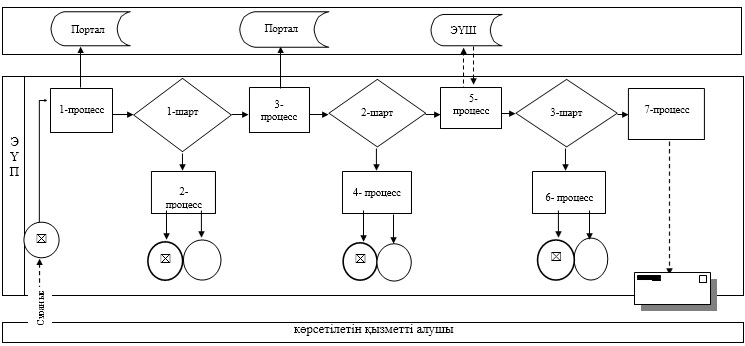 Портал
Портал
ЭҮШ
ЭҮП
1-процесс
1-шарт
3-
процесс
2-шарт
5-
процесс
3-шарт
7-процесс
2-
процесс
4- процесс
6- процесс
көрсетілетін қызметті алушы